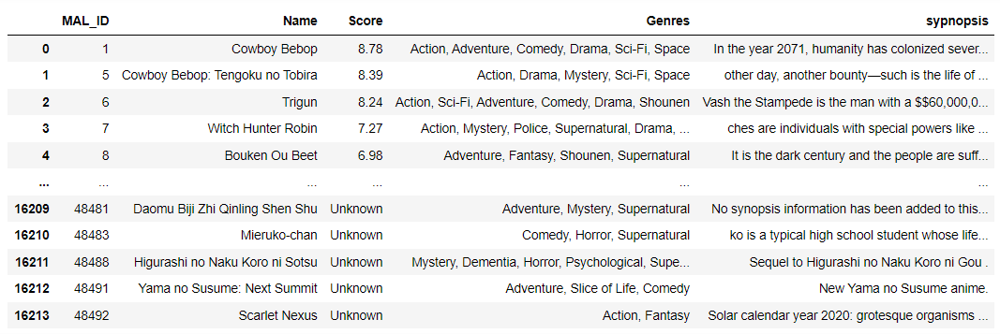 MAL_ID Name Score Genres sypnopsis
0 1 Cowboy Bebop 8.78 Action, Adventure, Comedy, Drama, Sci-Fi, Space In the year 2071, humanity has colonized sever...
1 5 Cowboy Bebop: Tengoku no Tobira 8.39 Action, Drama, Mystery, Sci-Fi, Space other day, another bounty—such is the life of ...
2 6 Trigun 8.24 Action, Sci-Fi, Adventure, Comedy, Drama, Shounen Vash the Stampede is the man with a $$60,000,0...
3 7 Witch Hunter Robin 7.27 Action, Mystery, Police, Supernatural, Drama, ... ches are individuals with special powers like ...
4 8 Bouken Ou Beet 6.98 Adventure, Fantasy, Shounen, Supernatural It is the dark century and the people are suff...
... ... ... ... ... ...
16209 48481 Daomu Biji Zhi Qinling Shen Shu Unknown Adventure, Mystery, Supernatural No synopsis information has been added to this...
16210 48483 Mieruko-chan Unknown Comedy, Horror, Supernatural ko is a typical high school student whose life...
16211 48488 Higurashi no Naku Koro ni Sotsu Unknown Mystery, Dementia, Horror, Psychological, Supe... Sequel to Higurashi no Naku Koro ni Gou .
16212 48491 Yama no Susume: Next Summit Unknown Adventure, Slice of Life, Comedy New Yama no Susume anime.
16213 48492 Scarlet Nexus Unknown Action, Fantasy Solar calendar year 2020: grotesque organisms ...